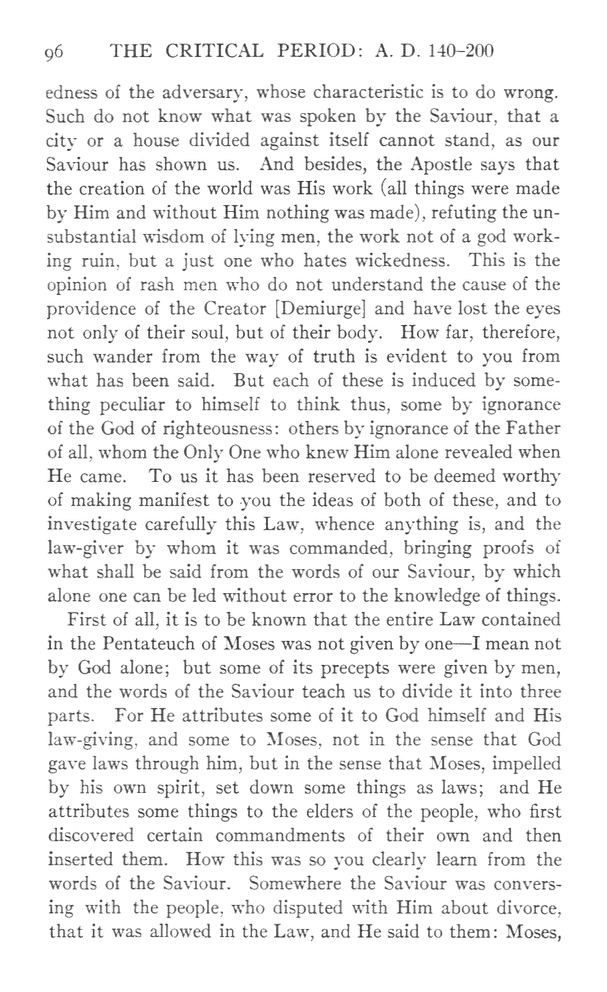 96 THE CRITICAL PERIOD: A. D. 140–200
edness of the adversary, whose characteristic is to do wrong.
Such do not know what was spoken by the Saviour, that a
city or a house divided against itself cannot stand, as our
Saviour has shown us. And besides, the Apostle says that
the creation of the world was His work (all things were made
by Him and without Him nothing was made), refuting the un-
substantial wisdom of lying men, the work not of a god work-
ing ruin, but a just one who hates wickedness. This is the
opinion of rash men who do not understand the cause of the
providence of the Creator [Demiurge] and have lost the eyes
not only of their soul, but of their body. How far, therefore,
such wander from the way of truth is evident to you from
what has been said. But each of these is induced by some-
thing peculiar to himself to think thus, some by ignorance
of the God of righteousness: others by ignorance of the Father
of all, whom the Only One who knew Him alone revealed when
He came. To us it has been reserved to be deemed worthy
of making manifest to you the ideas of both of these, and to
investigate carefully this Law, whence anything is, and the
law-giver by whom it was commanded, bringing proofs of
what shall be said from the words of our Saviour, by which
alone one can be led without error to the knowledge of things.
First of all, it is to be known that the entire Law contained
in the Pentateuch of Moses was not given by one—I mean not
by God alone; but some of its precepts were given by men,
and the words of the Saviour teach us to divide it into three
parts. For He attributes some of it to God himself and His
law-giving, and some to Moses, not in the sense that God
gave laws through him, but in the sense that Moses, impelled
by his own spirit, set down some things as laws; and He
attributes some things to the elders of the people, who first
discovered certain commandments of their own and then
inserted them. How this was so you clearly learn from the
words of the Saviour. Somewhere the Saviour was convers-
ing with the people, who disputed with Him about divorce,
that it was allowed in the Law, and He said to them: Moses,